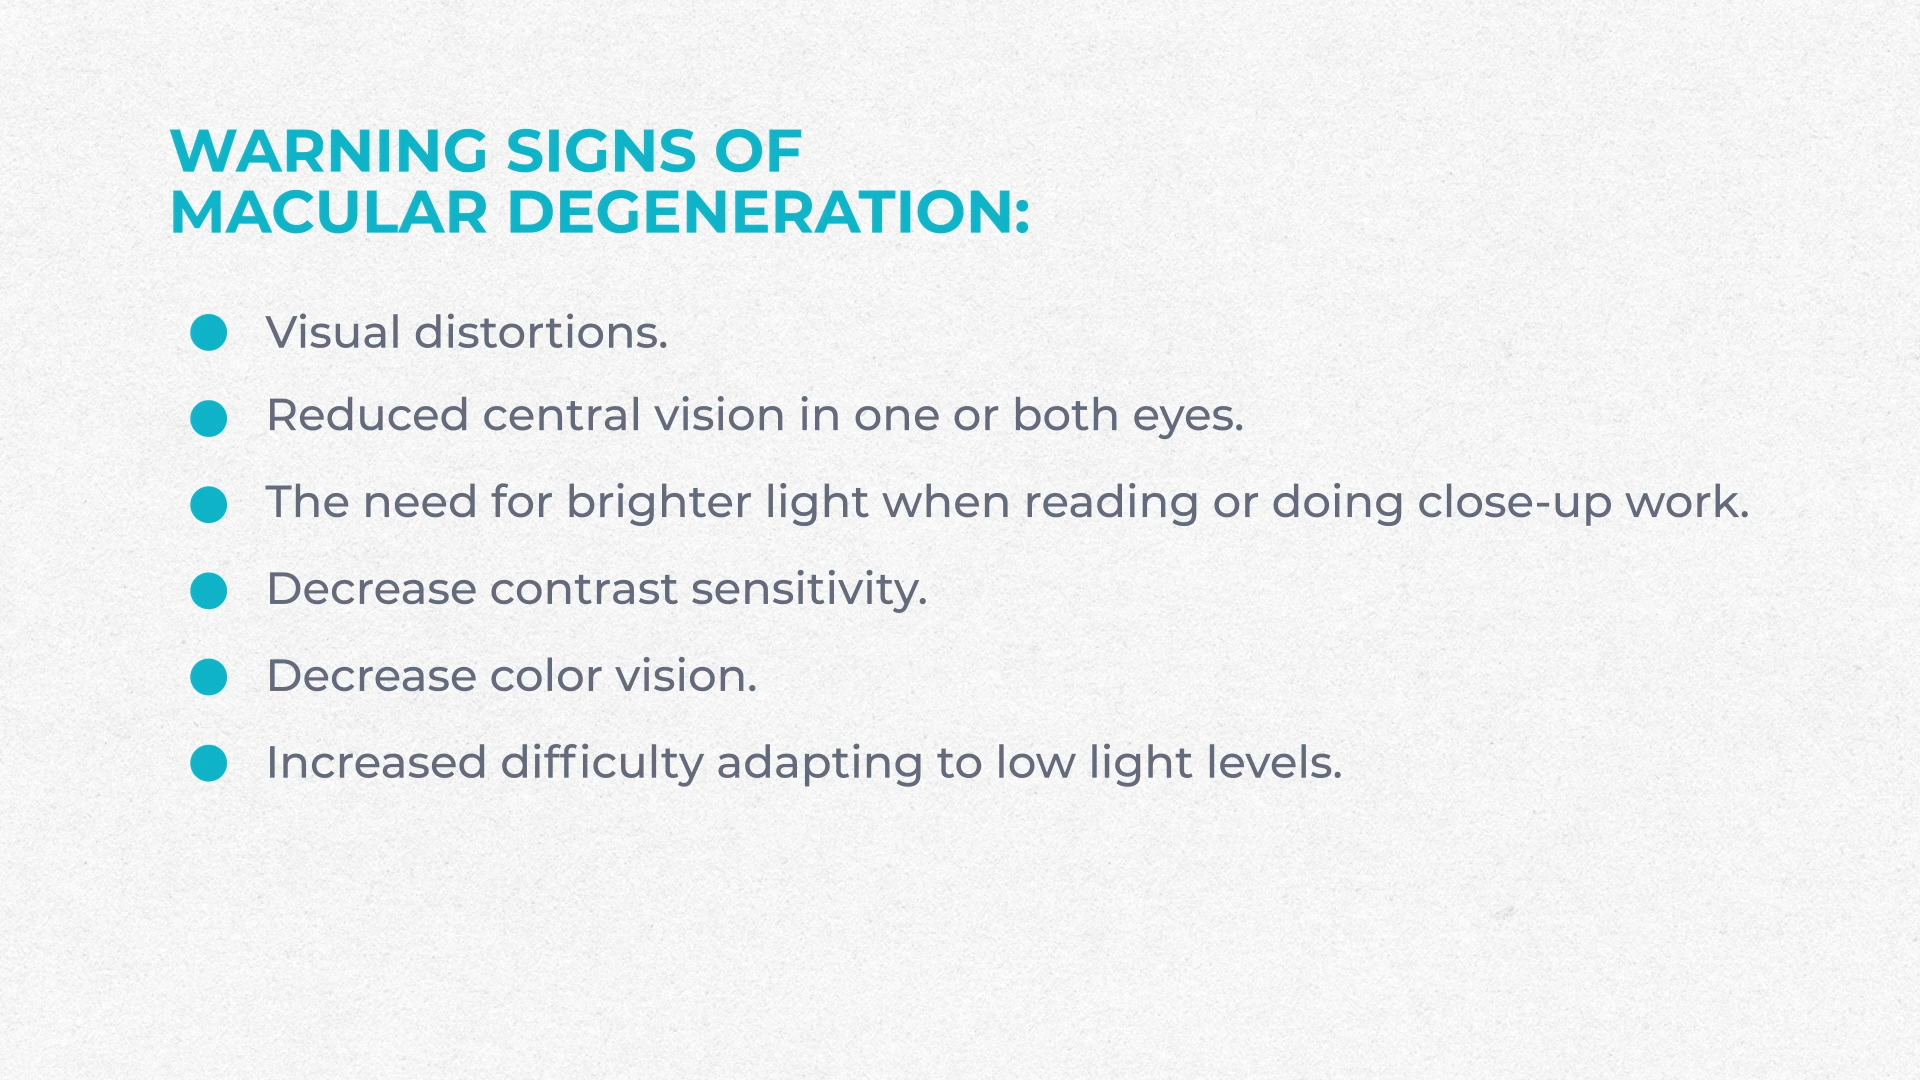 WARNING SIGNS OF
MACULAR DEGENERATION:
Visual distortions.
Reduced central vision in one or both eyes.
The need for brighter light when reading or doing close-up work.
Decrease contrast sensitivity.
Decrease color vision.
Increased difficulty adapting to low light levels.